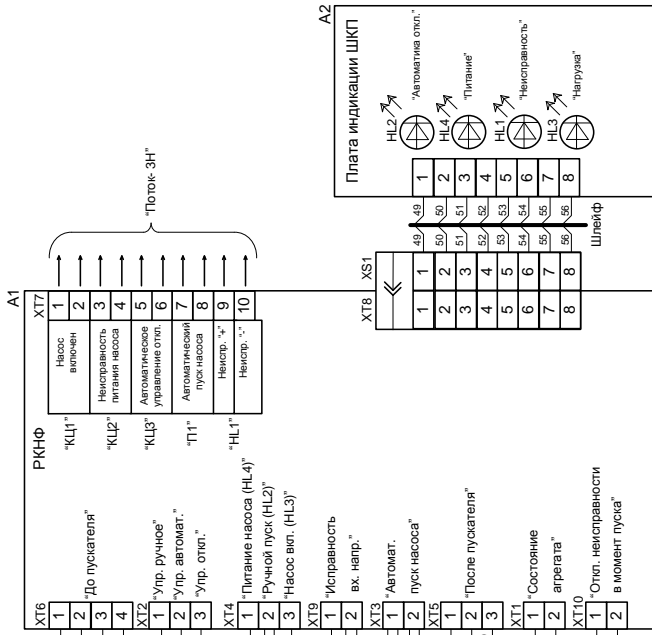 A1
РКНФ
XT6
1
2
3
4
"До пускателя"
XT2
1
2
3
"Упр. ручное"
"Упр. автомат."
"Упр. откл."
XT4
1
2
3
"Питание насоса (HL4)"
"Ручной пуск (HL2)"
"Насос вкл. (HL3)"
XT9
1
2
"Исправность
вх. напр."
XT3
1
2
"Автомат.
пуск насоса"
XT5
1
2
3
"После пускателя"
XT1
1
2
"Состояние
агрегата"
XT10
1
2
"Откл. неисправности
в момент пуска"
"КЦ1"
"КЦ2"
"КЦ3"
"П1"
"HL1"
Насос
включен
Неисправность
питания насоса
Автоматическое
управление откл.
Автоматический
пуск насоса
Неиспр. "+"
Неиспр. "-"
XT7
1
2
3
4
5
6
7
8
9
10
"Поток- 3Н"
XT8
1
2
3
4
5
6
7
8
XS1
1
2
3
4
5
6
7
8
49
50
51
52
53
54
55
56
Шлейф
49
50
51
52
53
54
55
56
A2
Плата индикации ШКП
1
2
3
4
5
6
7
8
HL2
"Автоматика откл."
HL4
"Питание"
HL1
"Неисправность"
HL3
"Нагрузка"